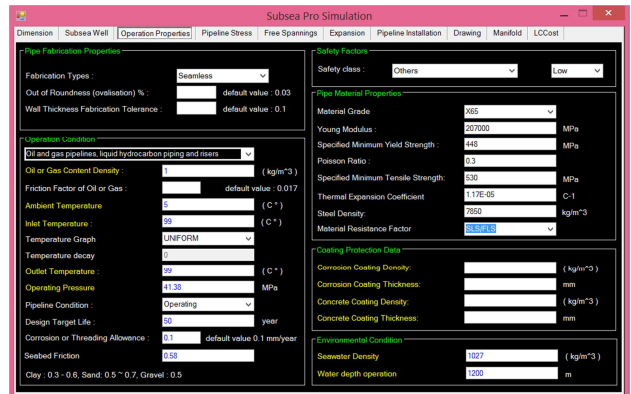 Subsea Pro Simulation
Dimension Subsea Well Operation Properties Pipeline Stress Free Spannings Expansion Pipeline Installation Drawing Manifold LCCost
Pipe Fabrication Properties
Fabrication Types : Seamless
Out of Roundness (ovalisation) % : default value : 0.03
Wall Thickness Fabrication Tolerance : default value : 0.1
Operation Condition
Oil and gas pipelines, liquid hydrocarbon piping and risers
Oil or Gas Content Density : 1 ( kg/m^3 )
Friction Factor of Oil or Gas : default value : 0.017
Ambient Temperature 5 ( C ° )
Inlet Temperature : 99 ( C ° )
Temperature Graph UNIFORM
Temperature decay 0
Outlet Temperature : 99 ( C ° )
Operating Pressure 41.38 MPa
Pipeline Condition : Operating
Design Target Life : 50 year
Corrosion or Threading Allowance : 0.1 default value 0.1 mm/year
Seabed Friction 0.58
Clay : 0.3 - 0.6, Sand: 0.5 ~ 0.7, Gravel : 0.5
Safety Factors
Safety class : Others Low
Pipe Material Properties
Material Grade X65
Young Modulus : 207000 MPa
Specified Minimum Yield Strength : 448 MPa
Poisson Ratio : 0.3
Specified Minimum Tensile Strength: 530 MPa
Thermal Expansion Coefficient 1.17E-05 C-1
Steel Density: 7850 kg/m^3
Material Resistance Factor SLS/FLS
Coating Protection Data
Corrosion Coating Density: ( kg/m^3 )
Corrosion Coating Thickness: mm
Concrete Coating Density: ( kg/m^3 )
Concrete Coating Thickness: mm
Environmental Condition
Seawater Density 1027 ( kg/m^3 )
Water depth operation 1200 m